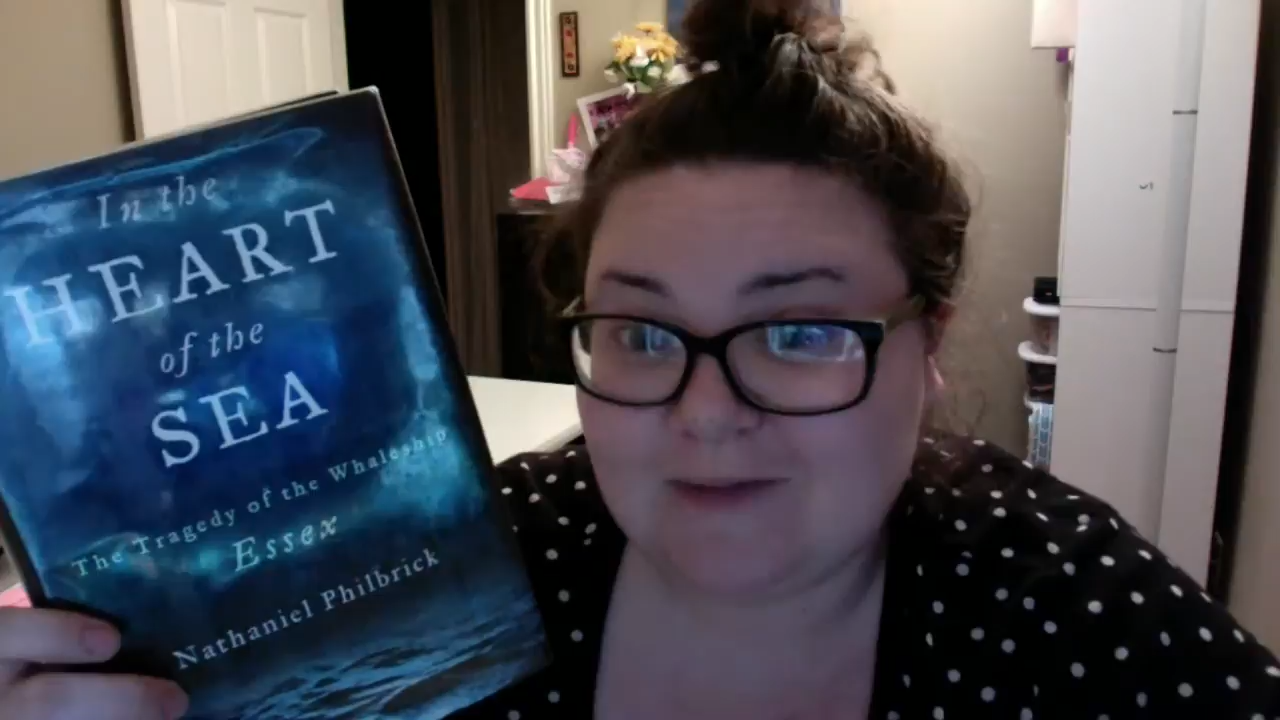 In the
HEART
of the
SEA
The Tragedy of the Whaleship
Essex
Nathaniel Philbrick